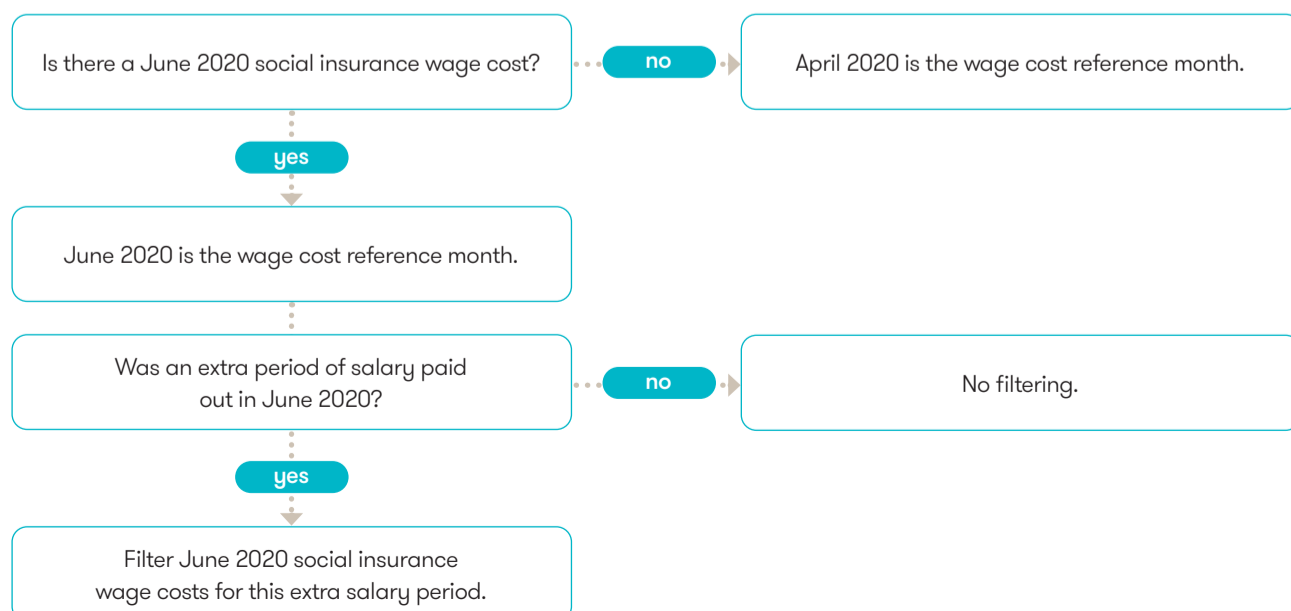 Is there a June 2020 social insurance wage cost?
no
April 2020 is the wage cost reference month.
yes
June 2020 is the wage cost reference month.
Was an extra period of salary paid
out in June 2020?
no
No filtering.
yes
Filter June 2020 social insurance
wage costs for this extra salary period.